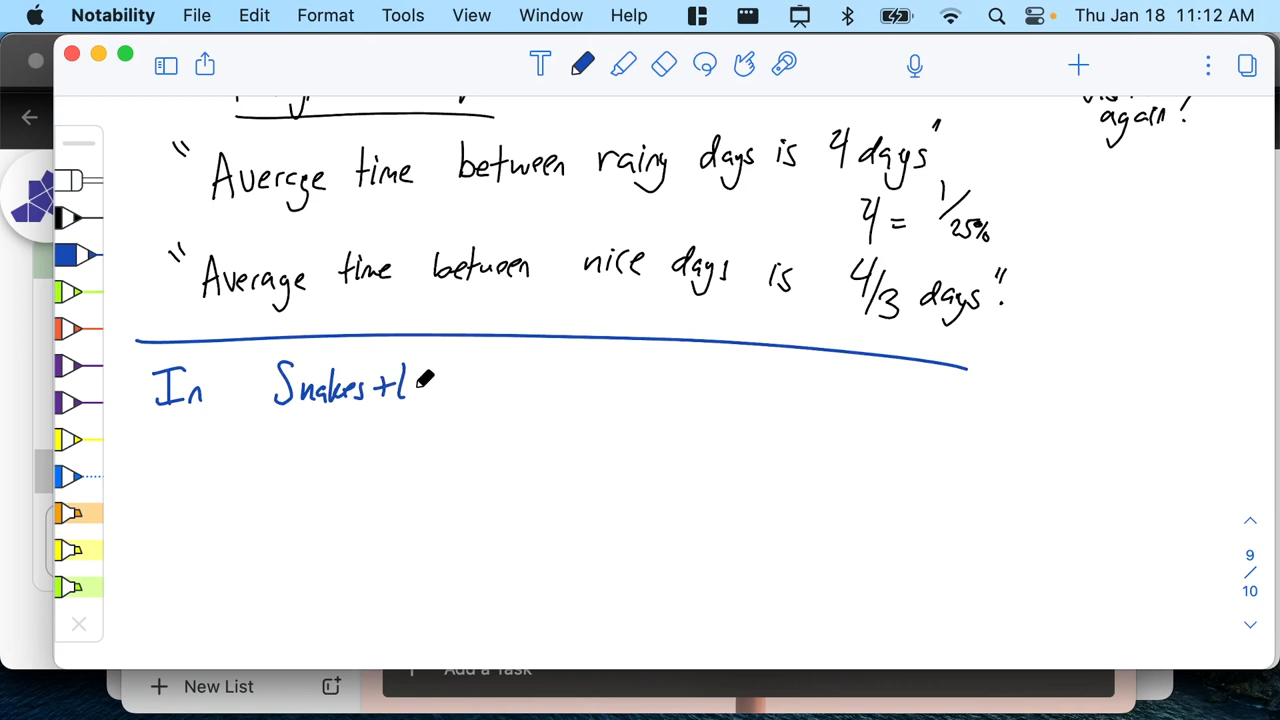 Notability File Edit Format Tools View Window Help Thu Jan 18 11:12 AM
again?
"Average time between rainy days is 4 days"
4 = 1/25%
"Average time between nice days is 4/3 days".
In Snakes+l
9
/
10
Add a Task
+ New List